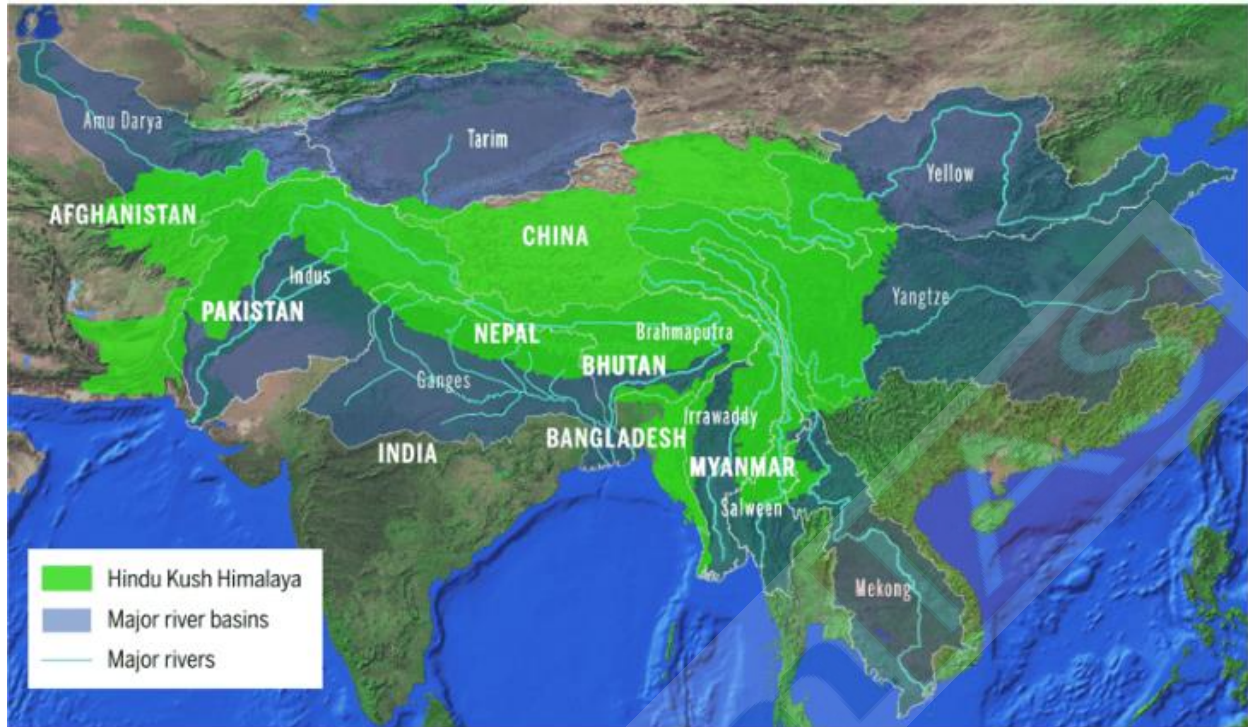 Amu Darya
Tarim
Yellow
AFGHANISTAN
CHINA
Indus
PAKISTAN
Yangtze
NEPAL
Brahmaputra
BHUTAN
Ganges
Irrawaddy
BANGLADESH
INDIA
MYANMAR
Salween
Mekong
Hindu Kush Himalaya
Major river basins
Major rivers